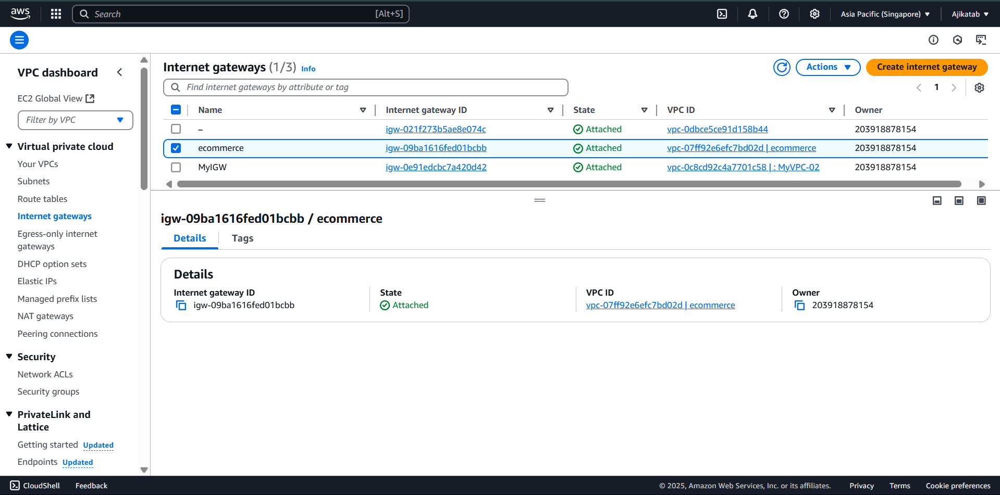 aws
Search [Alt+S]
Asia Pacific (Singapore)
Ajikatab
VPC dashboard
EC2 Global View
Filter by VPC
Virtual private cloud
Your VPCs
Subnets
Route tables
Internet gateways
Egress-only internet
gateways
DHCP option sets
Elastic IPs
Managed prefix lists
NAT gateways
Peering connections
Security
Network ACLs
Security groups
PrivateLink and
Lattice
Getting started Updated
Endpoints Updated
Internet gateways (1/3) Info
Actions
Create internet gateway
Find internet gateways by attribute or tag
1
Name Internet gateway ID State VPC ID Owner
– igw-021f273b5ae8e074c Attached vpc-0dbce5ce91d158b44 203918878154
ecommerce igw-09ba1616fed01bcbb Attached vpc-07ff92e6efc7bd02d | ecommerce 203918878154
MyIGW igw-0e91edcbc7a420d42 Attached vpc-0c8cd92c4a7701c58 | : MyVPC-02 203918878154
igw-09ba1616fed01bcbb / ecommerce
Details Tags
Details
Internet gateway ID
igw-09ba1616fed01bcbb
State
Attached
VPC ID
vpc-07ff92e6efc7bd02d | ecommerce
Owner
203918878154
CloudShell Feedback © 2025, Amazon Web Services, Inc. or its affiliates. Privacy Terms Cookie preferences